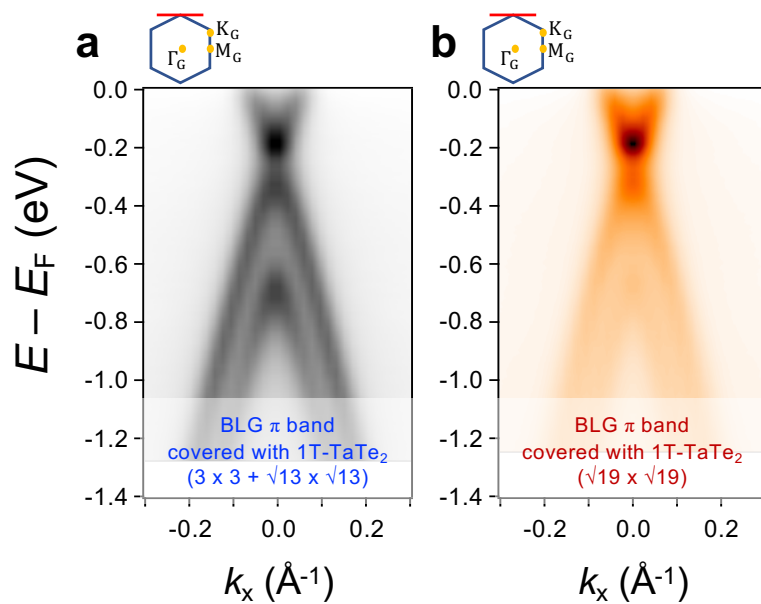 a
K_G
Γ_G
M_G
b
K_G
Γ_G
M_G
E – E_F (eV)
0.0
-0.2
-0.4
-0.6
-0.8
-1.0
-1.2
-1.4
BLG π band
covered with 1T-TaTe₂
(3 x 3 + √13 x √13)
-0.2 0.0 0.2
k_x (Å⁻¹)
0.0
-0.2
-0.4
-0.6
-0.8
-1.0
-1.2
-1.4
BLG π band
covered with 1T-TaTe₂
(√19 x √19)
-0.2 0.0 0.2
k_x (Å⁻¹)